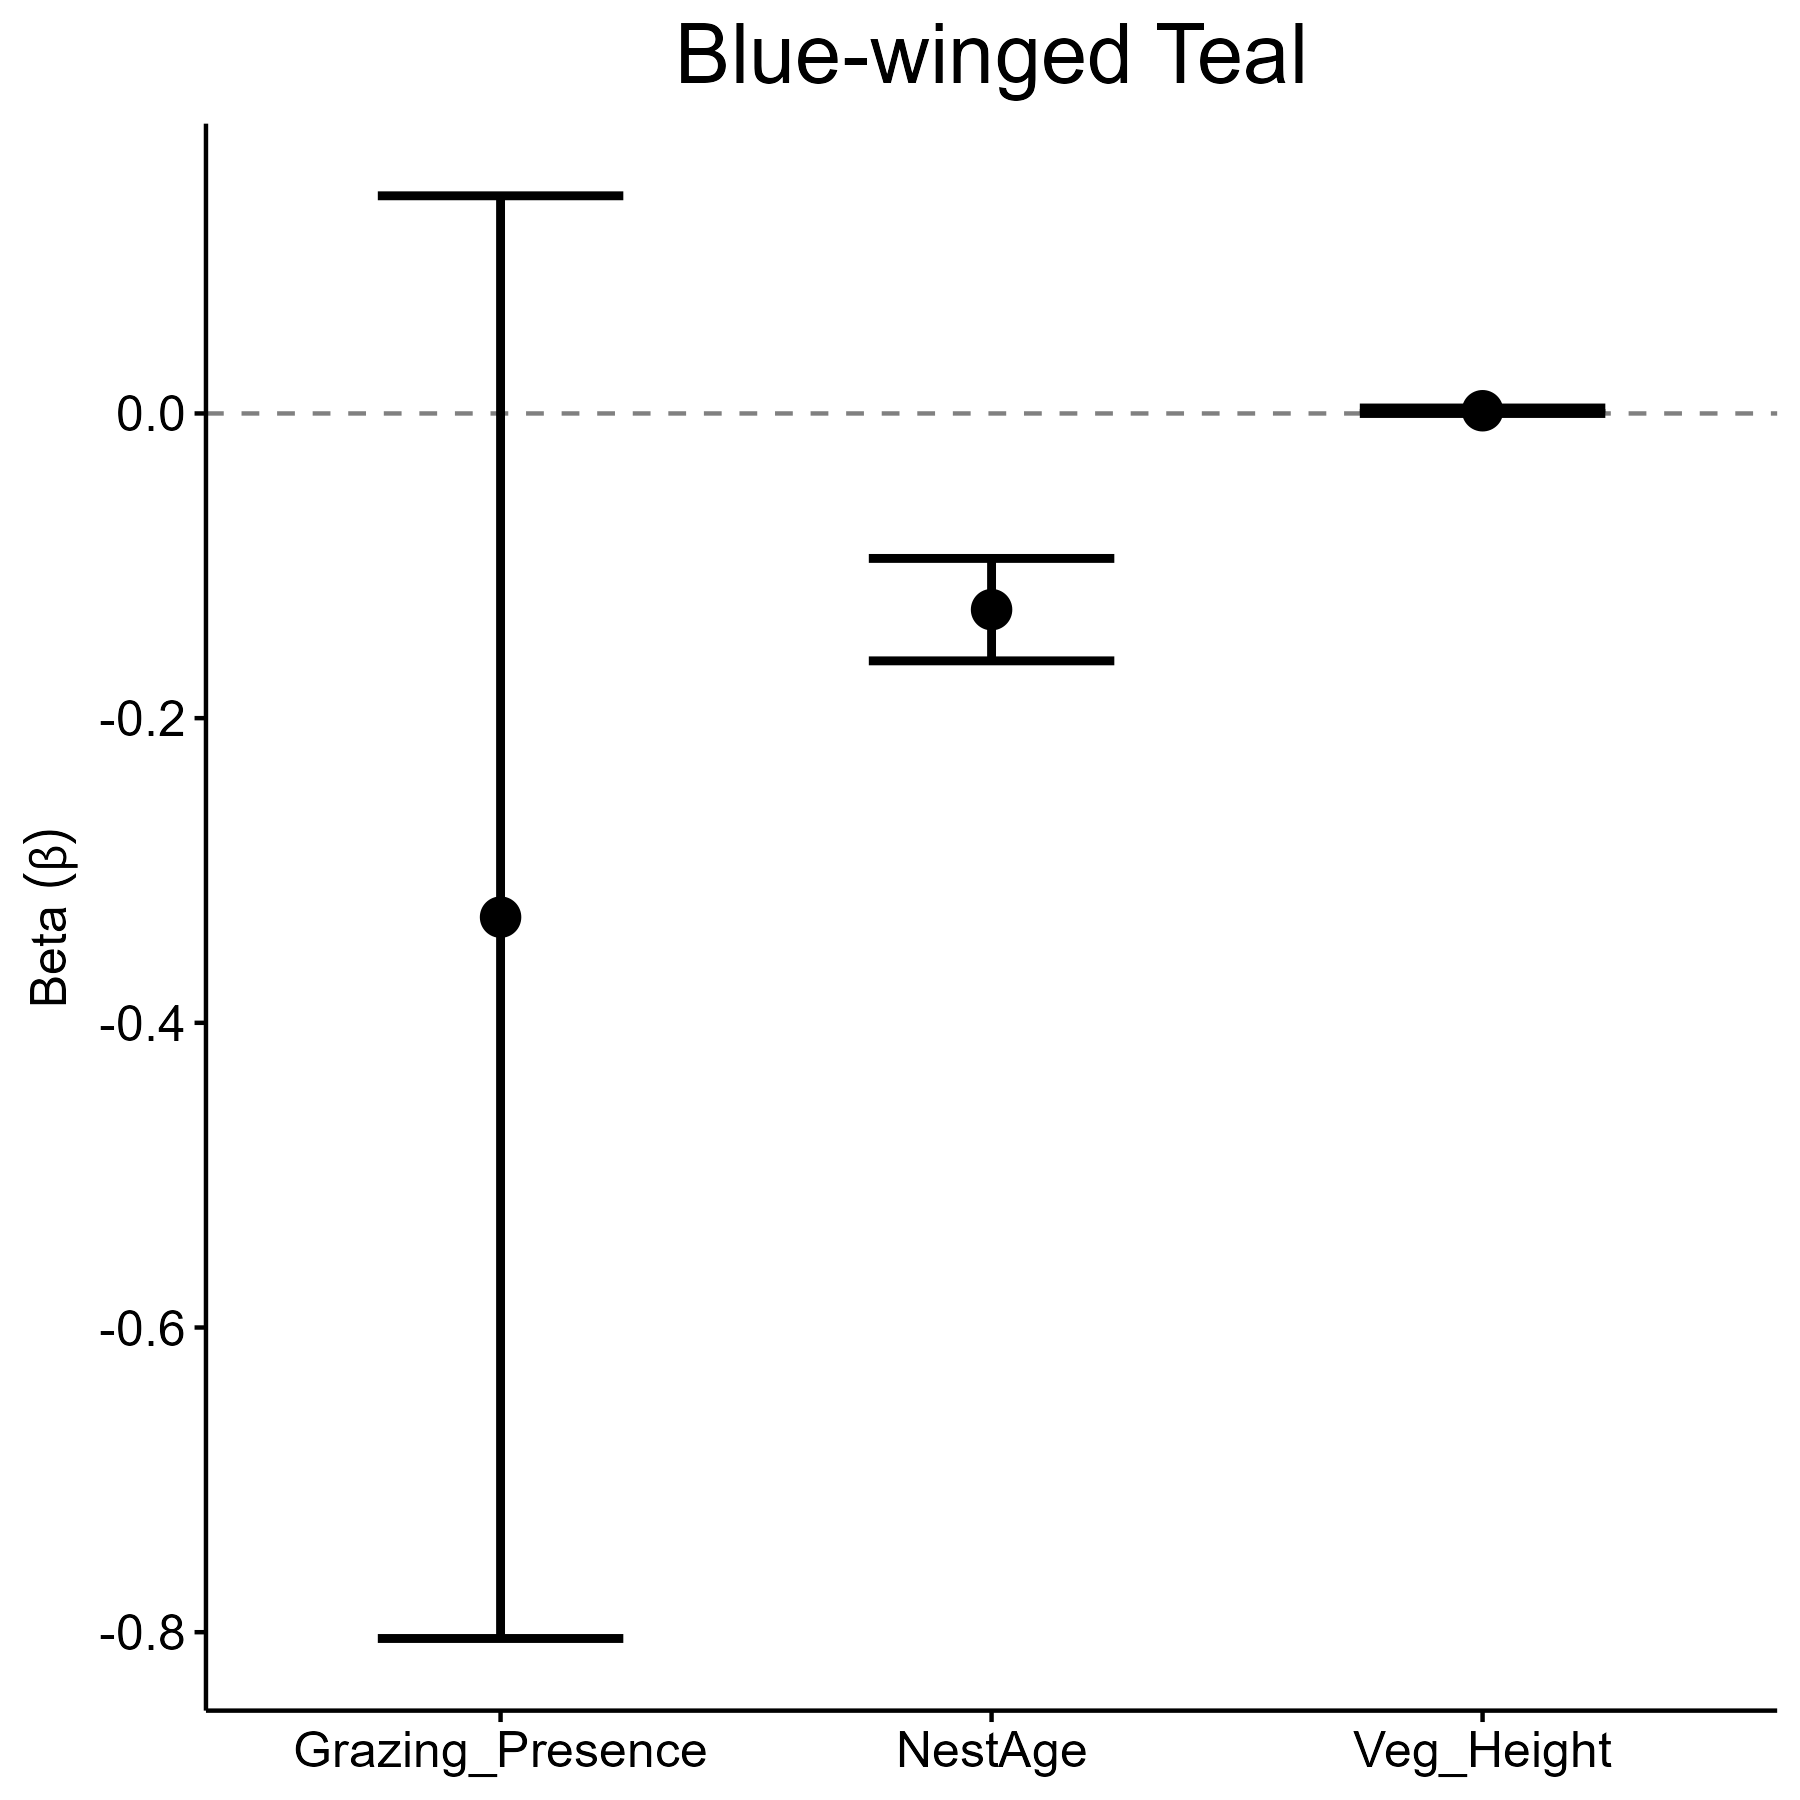 Blue-winged Teal
Beta (β)
0.0
-0.2
-0.4
-0.6
-0.8
Grazing_Presence
NestAge
Veg_Height